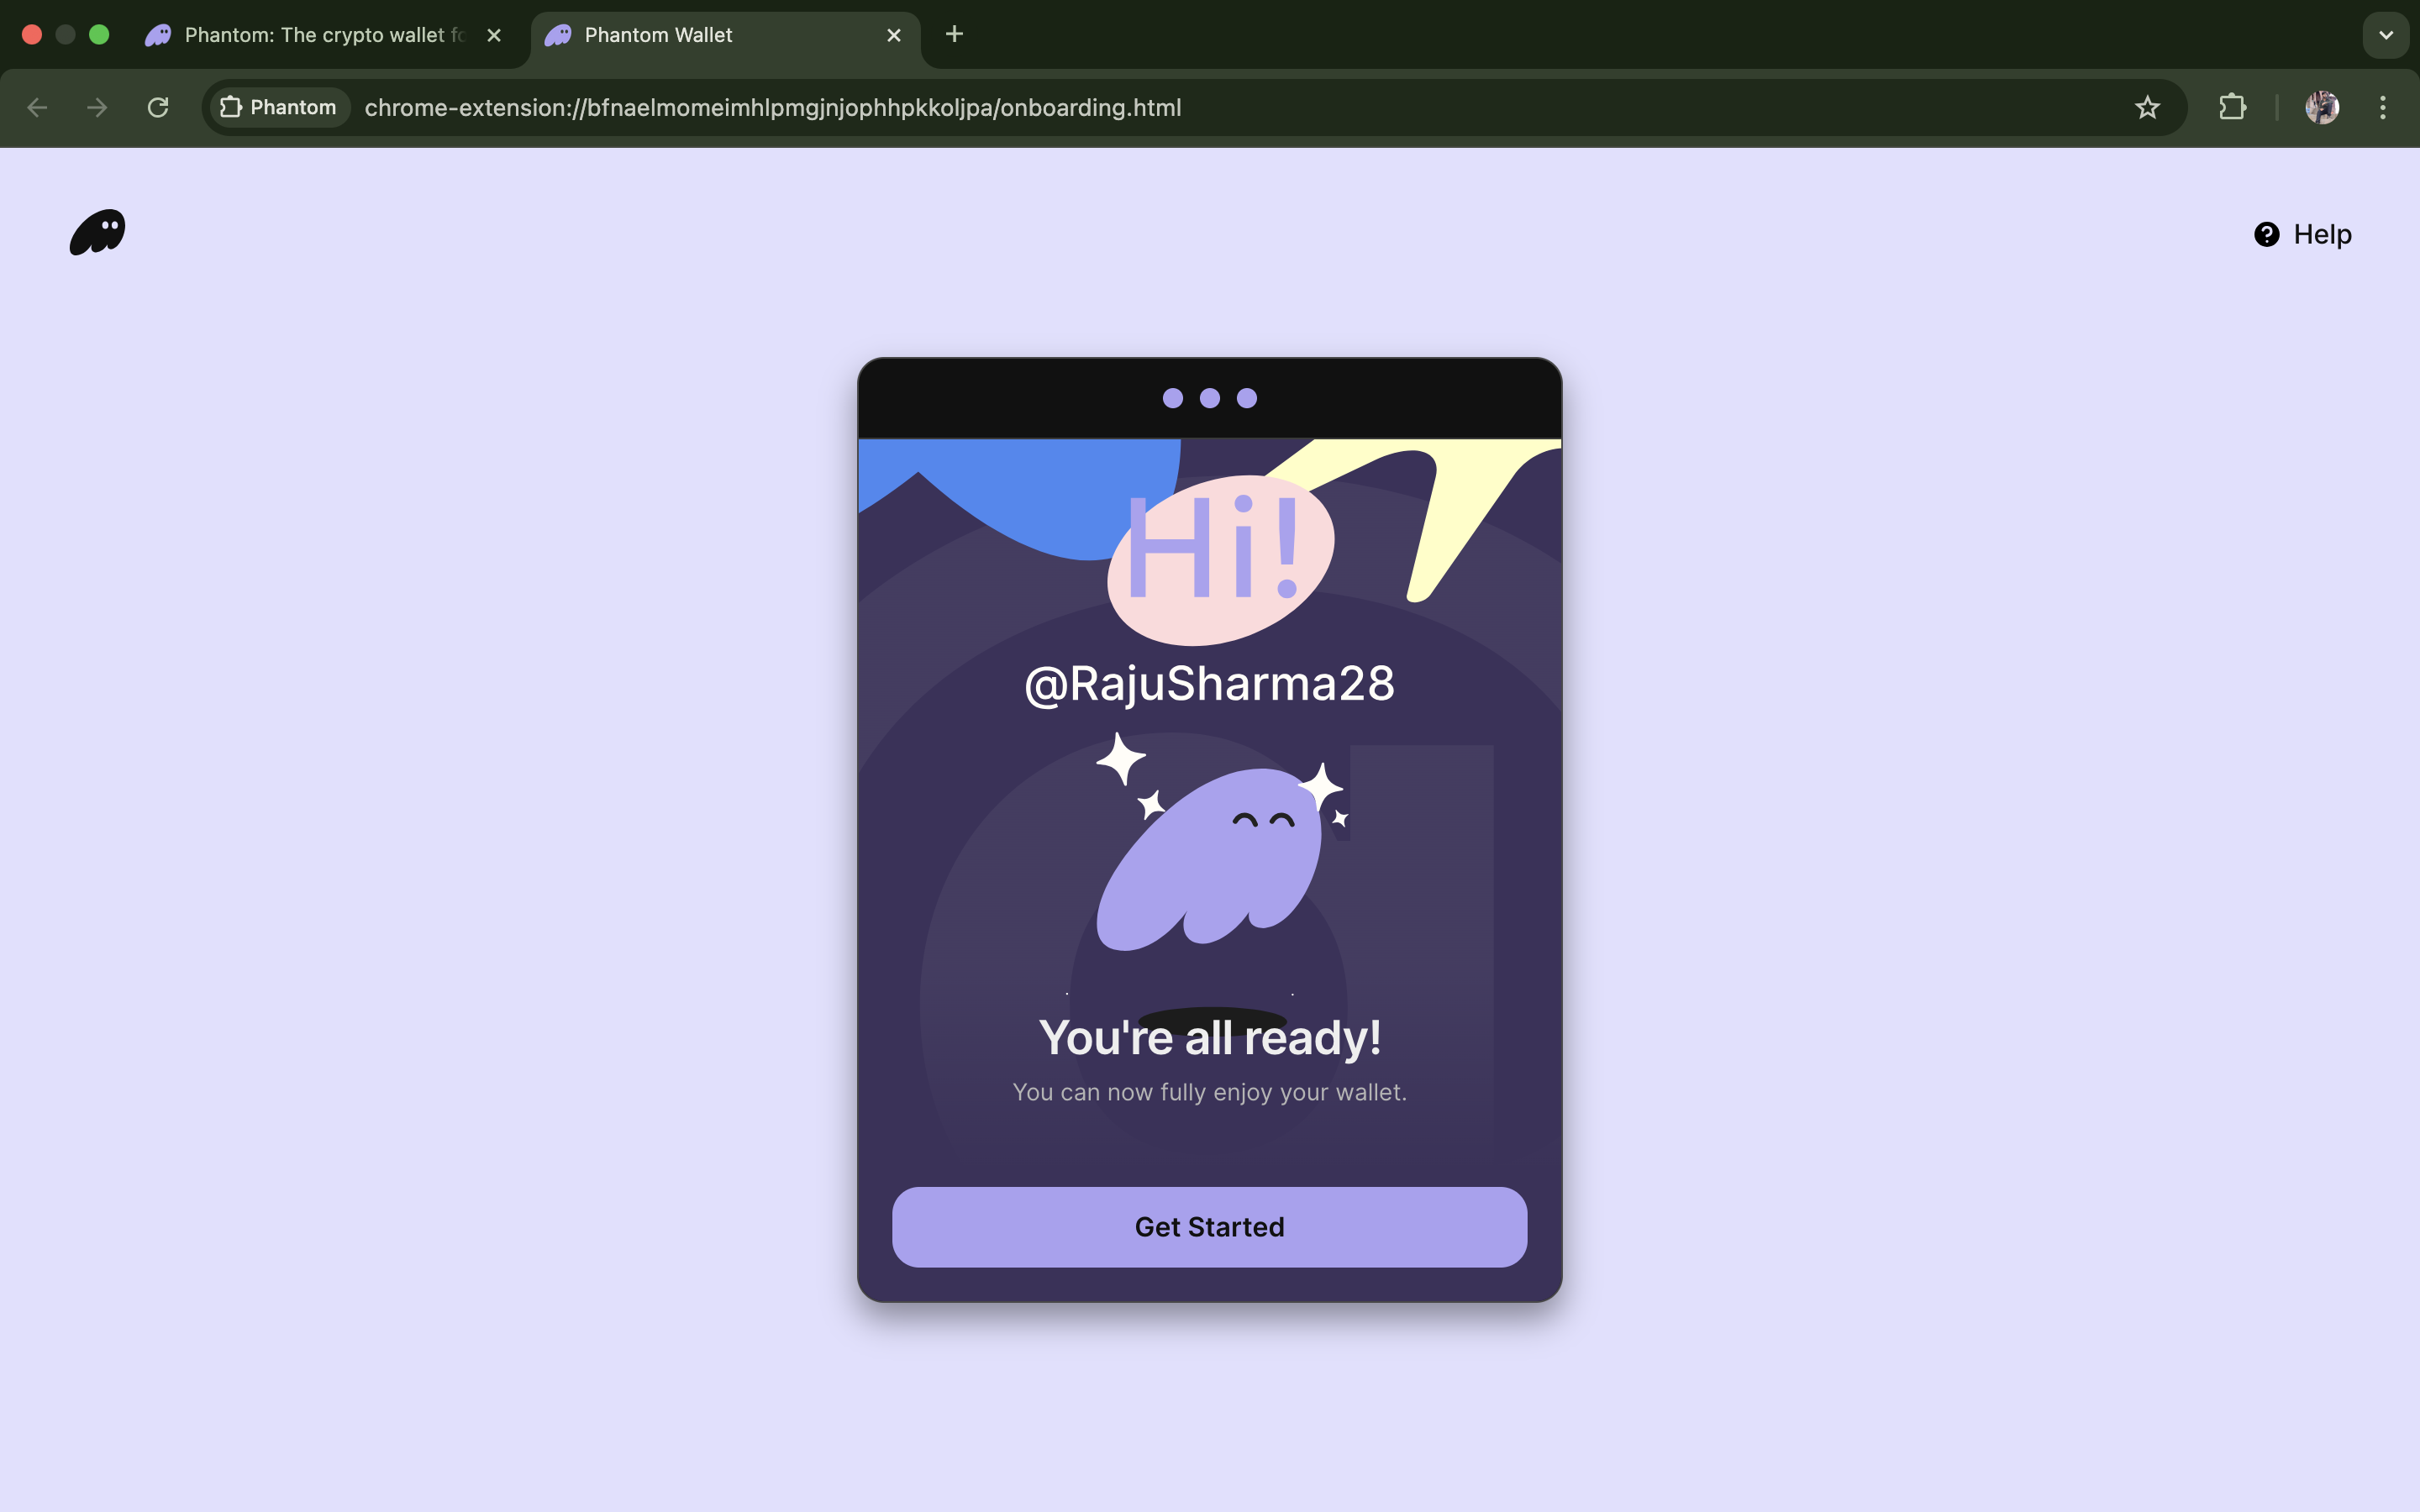 Phantom: The crypto wallet fo
Phantom Wallet
Phantom
chrome-extension://bfnaelmomeimhlpmgjnjophhpkkoljpa/onboarding.html
Help
Hi!
@RajuSharma28
You're all ready!
You can now fully enjoy your wallet.
Get Started